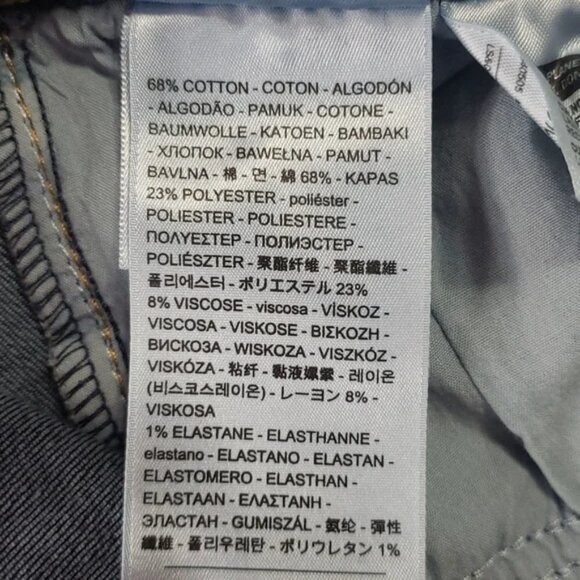 68% COTTON - COTON - ALGODÓN
- ALGODÃO - PAMUK - COTONE -
BAUMWOLLE - KATOEN - BAMBAKI
- ХЛОПОК - BAWEŁNA - PAMUT -
BAVLNA - 棉 - 면 - 綿 68% - KAPAS
23% POLYESTER - poliéster -
POLIESTER - POLIESTERE -
ΠΟΛΥΕΣΤΕΡ - ПОЛИЭСТЕР -
POLIÉSZTER - 聚酯纤维 - 聚酯纖維 -
폴리에스터 - ポリエステル 23%
8% VISCOSE - viscosa - VİSKOZ -
VISCOSA - VISKOSE - ΒΙΣΚΟΖΗ -
ВИСКОЗА - WISKOZA - VISZKÓZ -
VISKÓZA - 粘纤 - 黏液嫘縈 - 레이온
(비스코스레이온) - レーヨン 8% -
VISKOSA
1% ELASTANE - ELASTHANNE -
elastano - ELASTANO - ELASTAN -
ELASTOMERO - ELASTHAN -
ELASTAAN - ΕΛΑΣΤΑΝΗ -
ЭЛАСТАН - GUMISZÁL - 氨纶 - 彈性
纖維 - 폴리우레탄 - ポリウレタン 1%